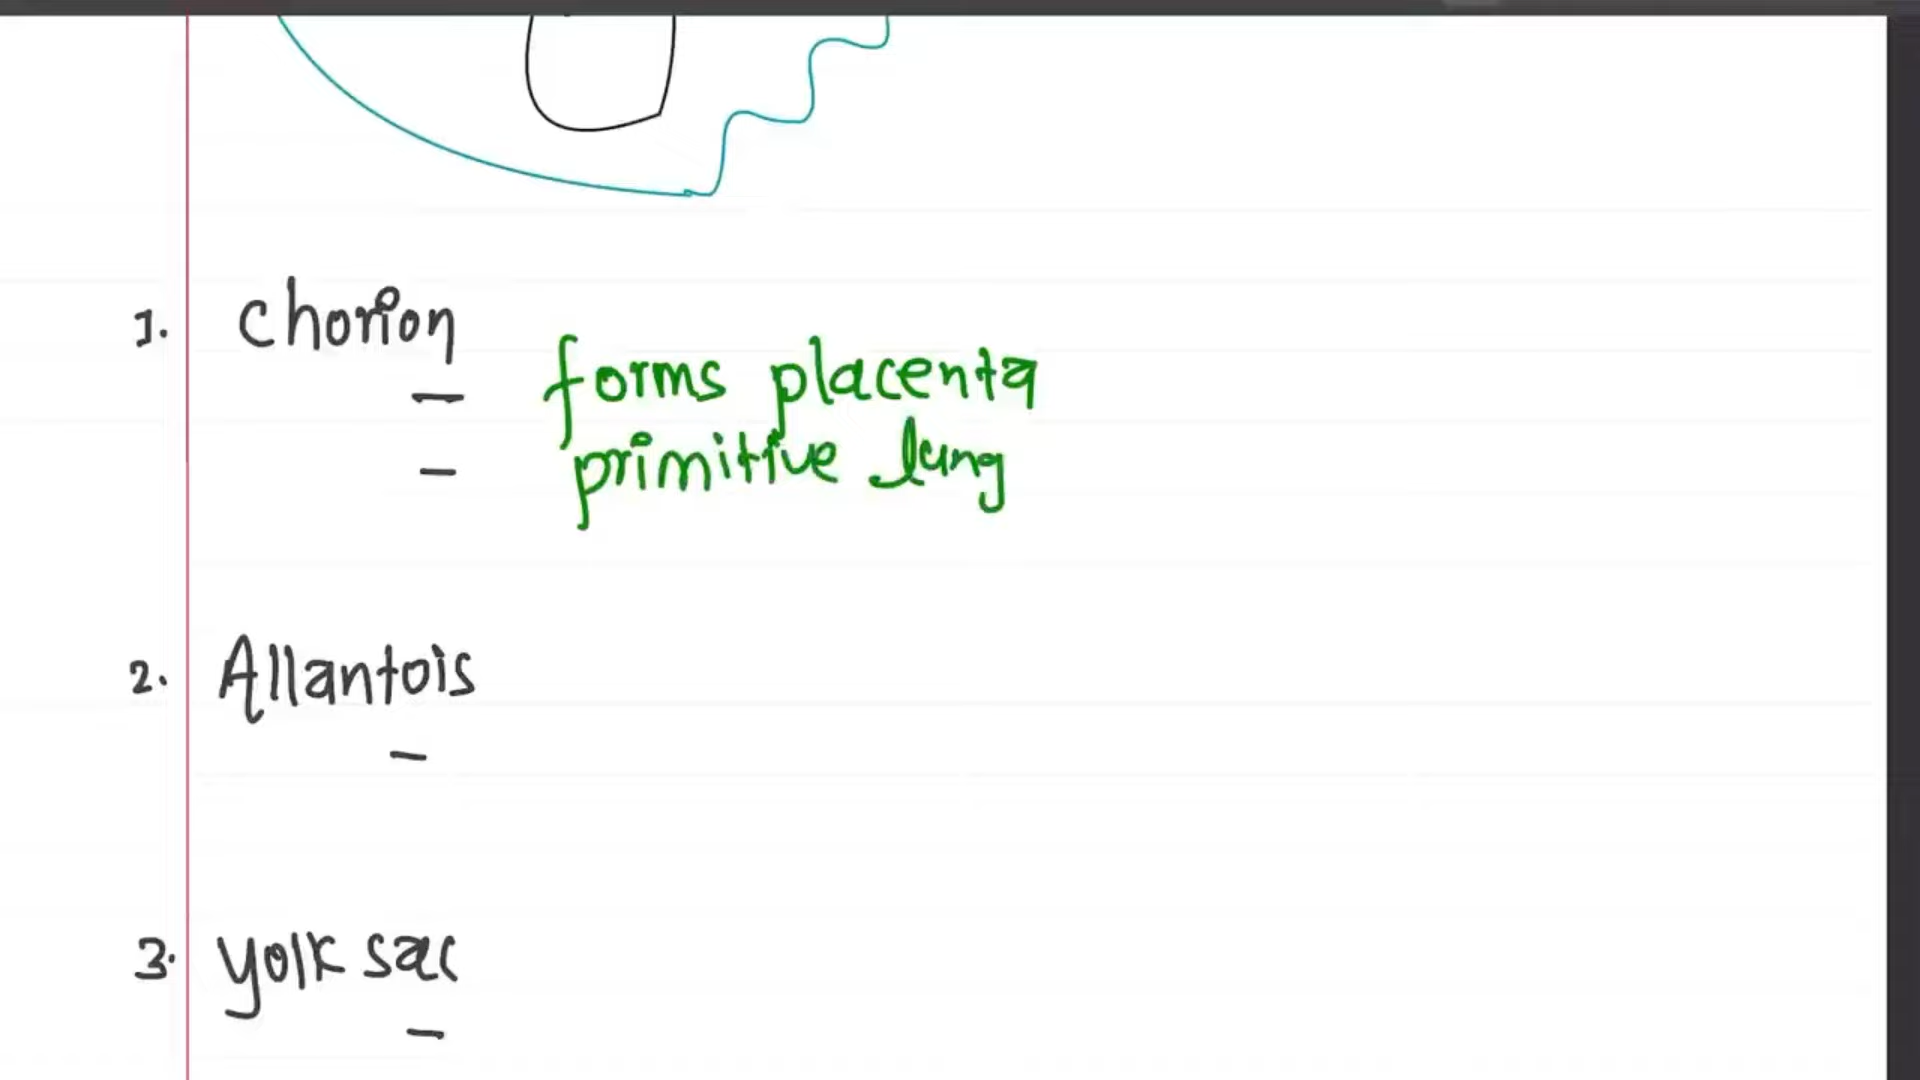 1. Chorion
– forms placenta
– primitive lung
2. Allantois
–
3. Yolk sac
–